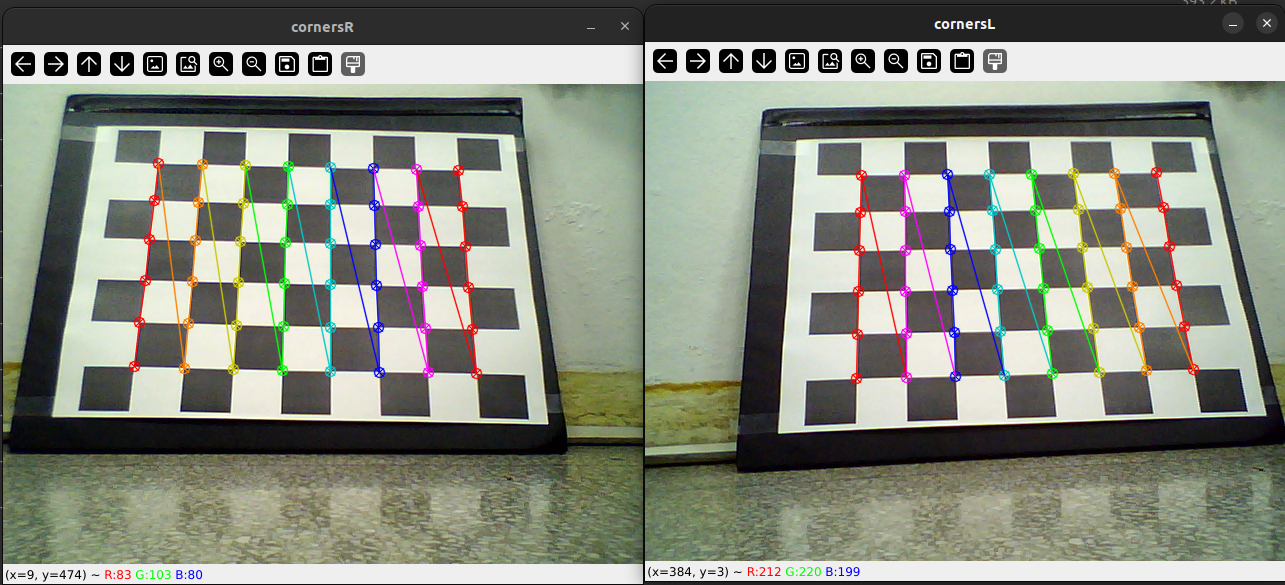 cornersR
cornersL
(x=9, y=474) ~ R:83 G:103 B:80
(x=384, y=3) ~ R:212 G:220 B:199